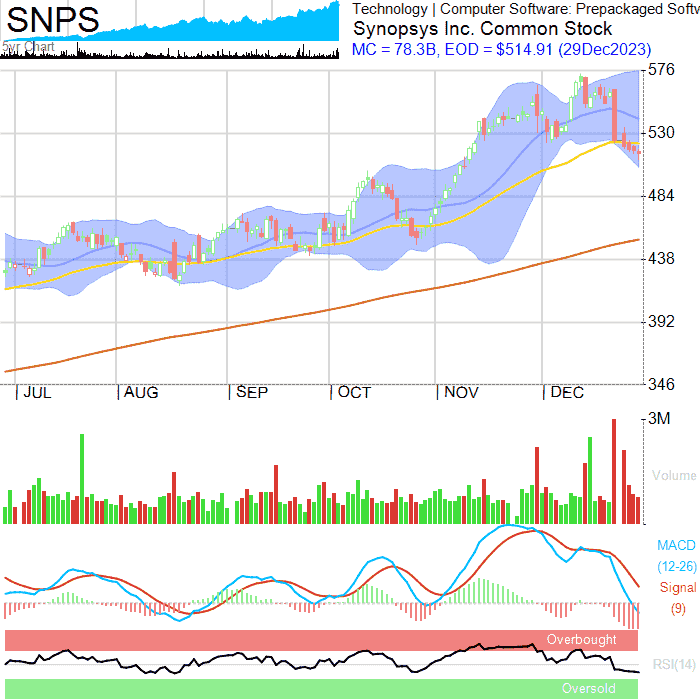 SNPS
5yr Chart
Technology | Computer Software: Prepackaged Softw
Synopsys Inc. Common Stock
MC = 78.3B, EOD = $514.91 (29Dec2023)
576
530
484
438
392
346
JUL AUG SEP OCT NOV DEC
3M
Volume
MACD
(12-26)
Signal
(9)
Overbought
RSI(14)
Oversold